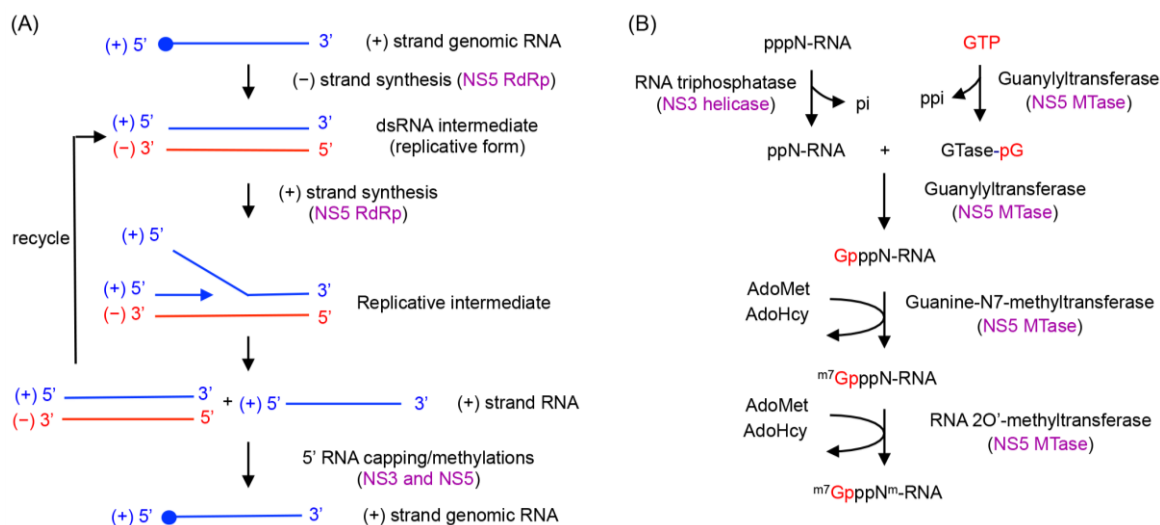 (A)
(+) 5’ 3’ (+) strand genomic RNA
(−) strand synthesis (NS5 RdRp)
(+) 5’ 3’
(−) 3’ 5’
dsRNA intermediate
(replicative form)
(+) strand synthesis
(NS5 RdRp)
recycle
(+) 5’
(+) 5’ 3’
(−) 3’ 5’
Replicative intermediate
(+) 5’ 3’ + (+) 5’ 3’ (+) strand RNA
(−) 3’ 5’
5’ RNA capping/methylations
(NS3 and NS5)
(+) 5’ 3’ (+) strand genomic RNA
(B)
pppN-RNA GTP
RNA triphosphatase
(NS3 helicase)
pi
ppi
Guanylyltransferase
(NS5 MTase)
ppN-RNA + GTase-pG
Guanylyltransferase
(NS5 MTase)
GpppN-RNA
AdoMet
AdoHcy
Guanine-N7-methyltransferase
(NS5 MTase)
m7GpppN-RNA
AdoMet
AdoHcy
RNA 2O’-methyltransferase
(NS5 MTase)
m7GpppNm-RNA